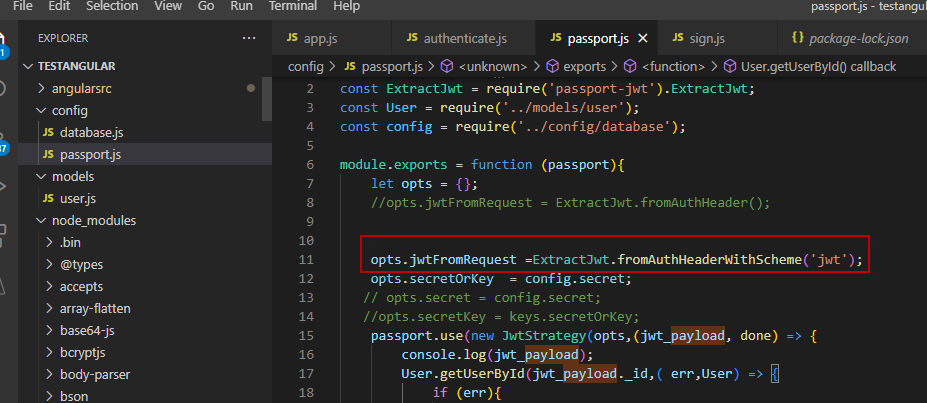 File Edit Selection View Go Run Terminal Help passport.js - testangular
EXPLORER ...
app.js authenticate.js passport.js sign.js {} package-lock.json
config > JS passport.js > <unknown> > exports > <function> > User.getUserById() callback
TESTANGULAR
angularsrc
config
JS database.js
JS passport.js
models
JS user.js
node_modules
.bin
@types
accepts
array-flatten
base64-js
bcryptjs
body-parser
bson
1
37
2 const ExtractJwt = require('passport-jwt').ExtractJwt;
3 const User = require('../models/user');
4 const config = require('../config/database');
5
6 module.exports = function (passport){
7 let opts = {};
8 //opts.jwtFromRequest = ExtractJwt.fromAuthHeader();
9
10
11 opts.jwtFromRequest =ExtractJwt.fromAuthHeaderWithScheme('jwt');
12 opts.secretOrKey = config.secret;
13 // opts.secret = config.secret;
14 //opts.secretKey = keys.secretOrKey;
15 passport.use(new JwtStrategy(opts,(jwt_payload, done) => {
16 console.log(jwt_payload);
17 User.getUserById(jwt_payload._id,( err,User) => {
18 if (err){